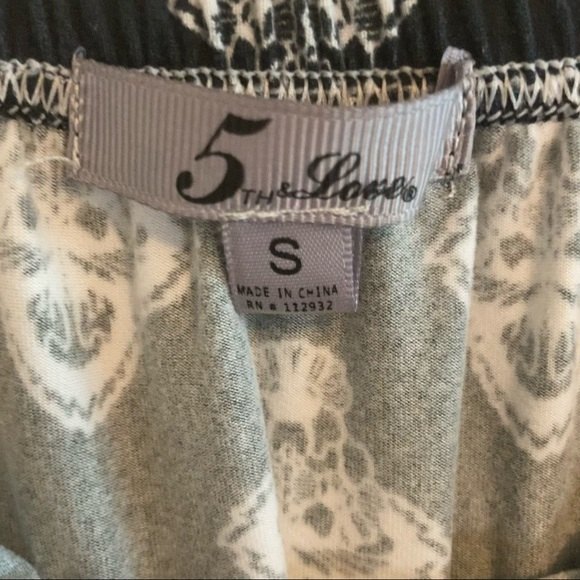 5TH & Love®
S
MADE IN CHINA
RN # 112932